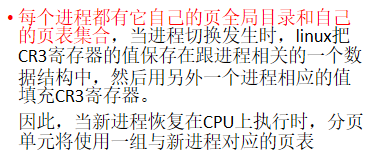 • 每个进程都有它自己的页全局目录和自己
的页表集合，当进程切换发生时，linux把
CR3寄存器的值保存在跟进程相关的一个数
据结构中，然后用另外一个进程相应的值
填充CR3寄存器。
因此，当新进程恢复在CPU上执行时，分页
单元将使用一组与新进程对应的页表